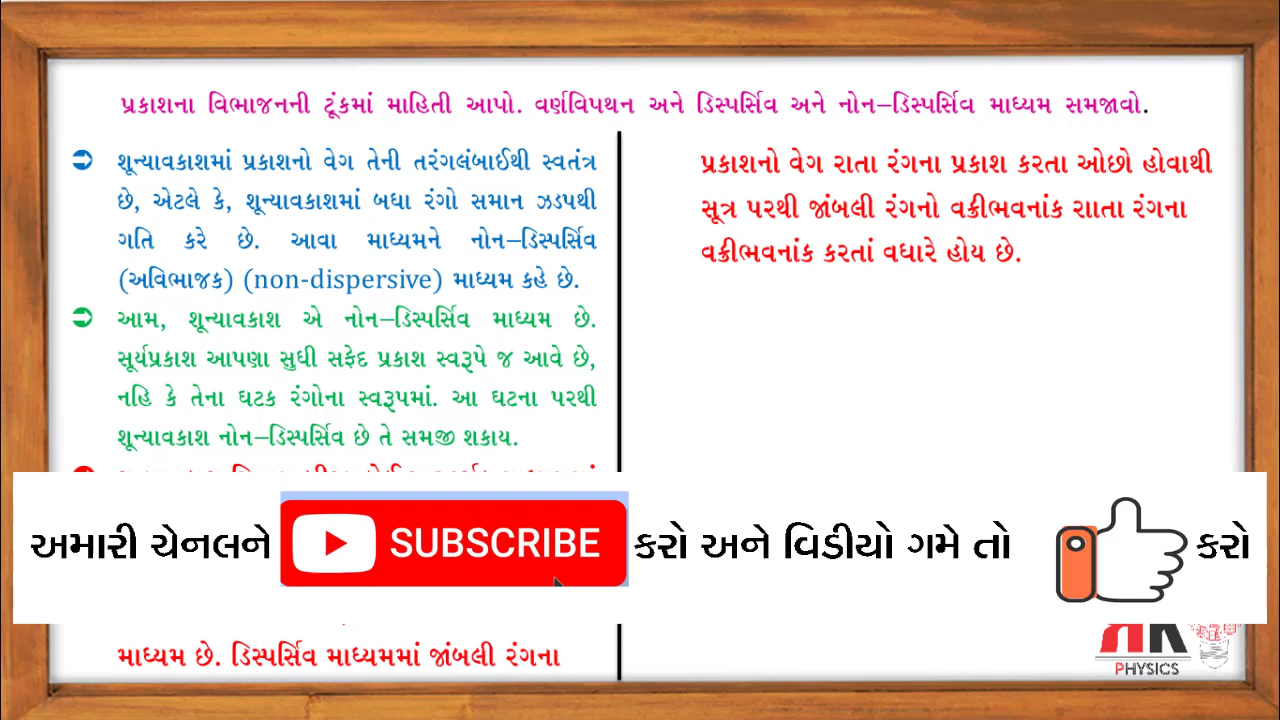 પ્રકાશના વિભાજનની ટૂંકમાં માહિતી આપો. વર્ણવિપથન અને ડિસ્પર્સિવ અને નોન–ડિસ્પર્સિવ માધ્યમ સમજાવો.
શૂન્યાવકાશમાં પ્રકાશનો વેગ તેની તરંગલંબાઈથી સ્વતંત્ર
છે, એટલે કે, શૂન્યાવકાશમાં બધા રંગો સમાન ઝડપથી
ગતિ કરે છે. આવા માધ્યમને નોન–ડિસ્પર્સિવ
(અવિભાજક) (non-dispersive) માધ્યમ કહે છે.
આમ, શૂન્યાવકાશ એ નોન–ડિસ્પર્સિવ માધ્યમ છે.
સૂર્યપ્રકાશ આપણા સુધી સફેદ પ્રકાશ સ્વરૂપે જ આવે છે,
નહિ કે તેના ઘટક રંગોના સ્વરૂપમાં. આ ઘટના પરથી
શૂન્યાવકાશ નોન–ડિસ્પર્સિવ છે તે સમજી શકાય.
માધ્યમ છે. ડિસ્પર્સિવ માધ્યમમાં જાંબલી રંગના
પ્રકાશનો વેગ રાતા રંગના પ્રકાશ કરતા ઓછો હોવાથી
સૂત્ર પરથી જાંબલી રંગનો વક્રીભવનાંક રાાતા રંગના
વક્રીભવનાંક કરતાં વધારે હોય છે.
અમારી ચેનલને SUBSCRIBE કરો અને વિડીયો ગમે તો કરો
PHYSICS